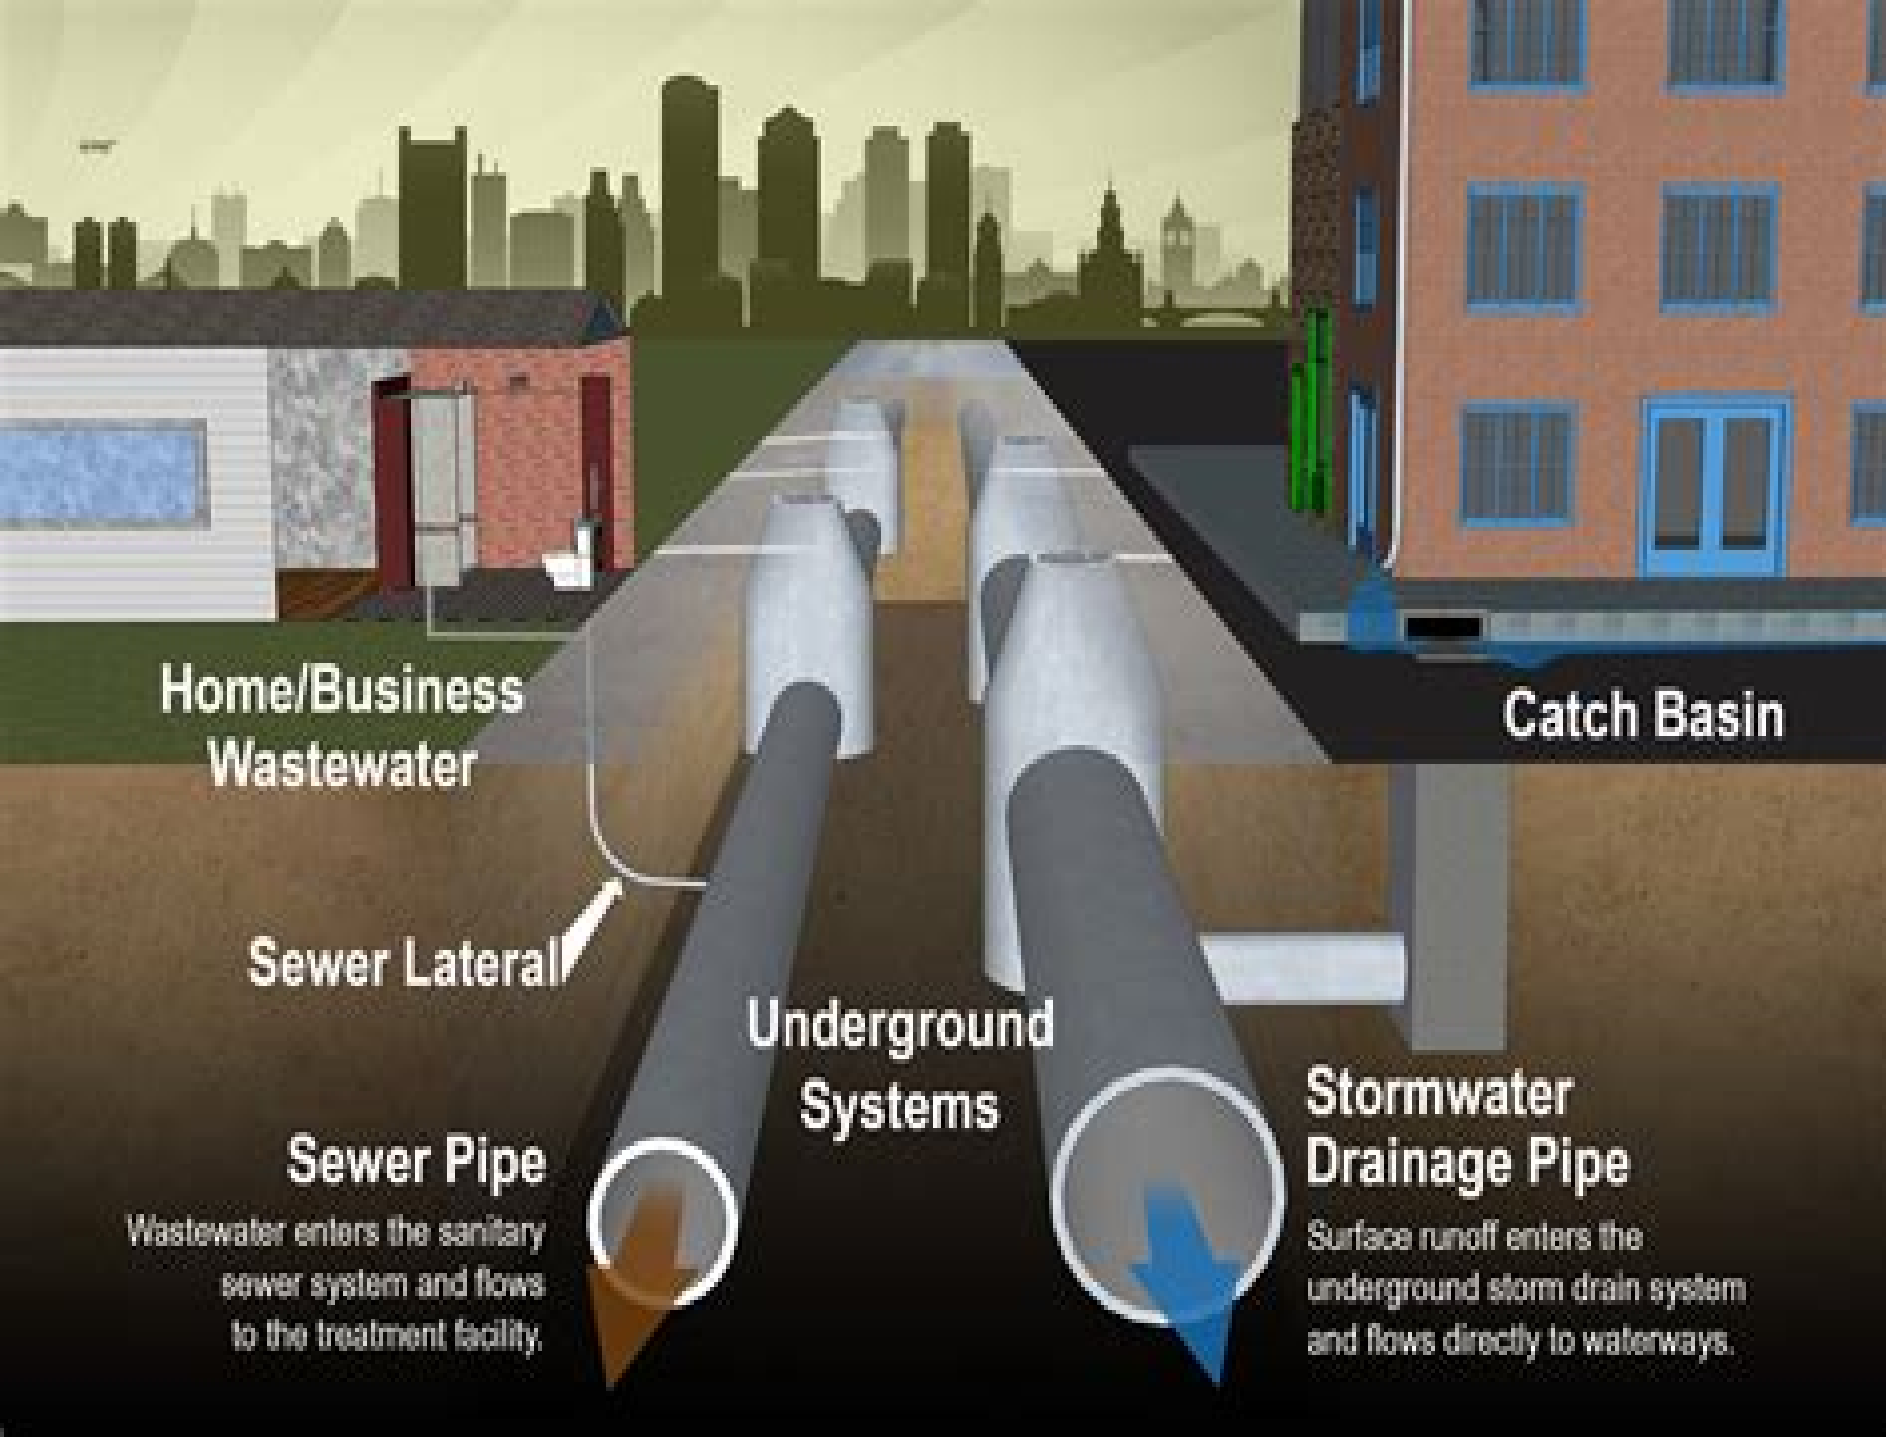 Home/Business
Wastewater
Catch Basin
Sewer Lateral
Underground
Systems
Sewer Pipe
Wastewater enters the sanitary
sewer system and flows
to the treatment facility.
Stormwater
Drainage Pipe
Surface runoff enters the
underground storm drain system
and flows directly to waterways.